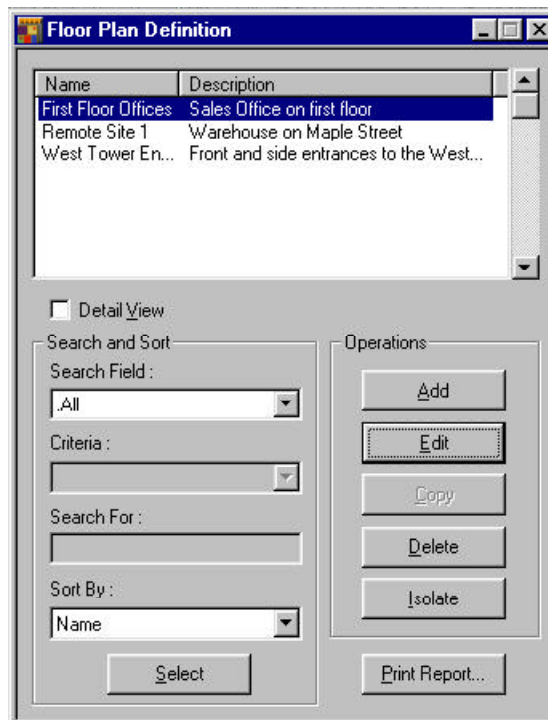 Floor Plan Definition
Name Description
First Floor Offices Sales Office on first floor
Remote Site 1 Warehouse on Maple Street
West Tower En... Front and side entrances to the West...
Detail View
Search and Sort
Search Field :
.All
Criteria :
Search For :
Sort By :
Name
Select
Operations
Add
Edit
Copy
Delete
Isolate
Print Report...